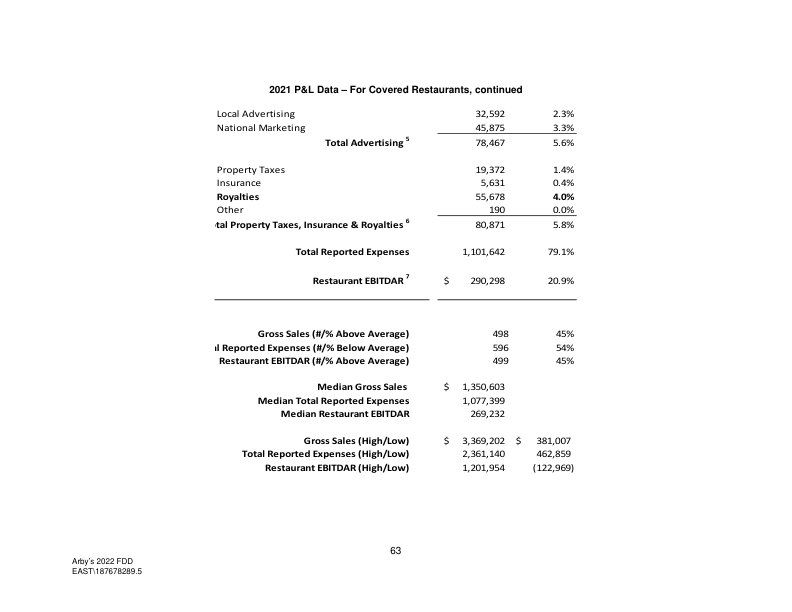 2021 P&L Data – For Covered Restaurants, continued
Local Advertising 32,592 2.3%
National Marketing 45,875 3.3%
Total Advertising 5 78,467 5.6%
Property Taxes 19,372 1.4%
Insurance 5,631 0.4%
Royalties 55,678 4.0%
Other 190 0.0%
tal Property Taxes, Insurance & Royalties 6 80,871 5.8%
Total Reported Expenses 1,101,642 79.1%
Restaurant EBITDAR 7 $ 290,298 20.9%
Gross Sales (#/% Above Average) 498 45%
l Reported Expenses (#/% Below Average) 596 54%
Restaurant EBITDAR (#/% Above Average) 499 45%
Median Gross Sales $ 1,350,603
Median Total Reported Expenses 1,077,399
Median Restaurant EBITDAR 269,232
Gross Sales (High/Low) $ 3,369,202 $ 381,007
Total Reported Expenses (High/Low) 2,361,140 462,859
Restaurant EBITDAR (High/Low) 1,201,954 (122,969)
63
Arby's 2022 FDD
EAST\187678289.5